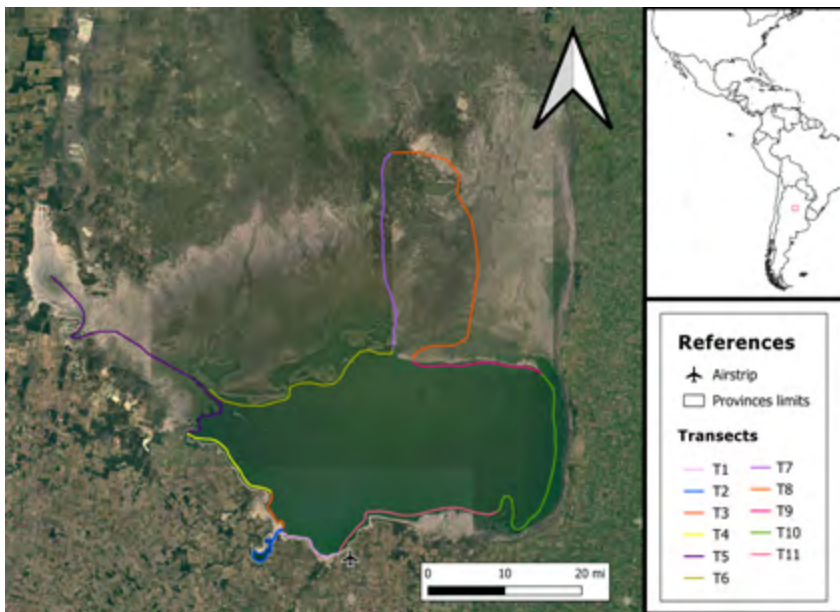 0 10 20 mi
References
Airstrip
Provinces limits
Transects
T1 T7
T2 T8
T3 T9
T4 T10
T5 T11
T6